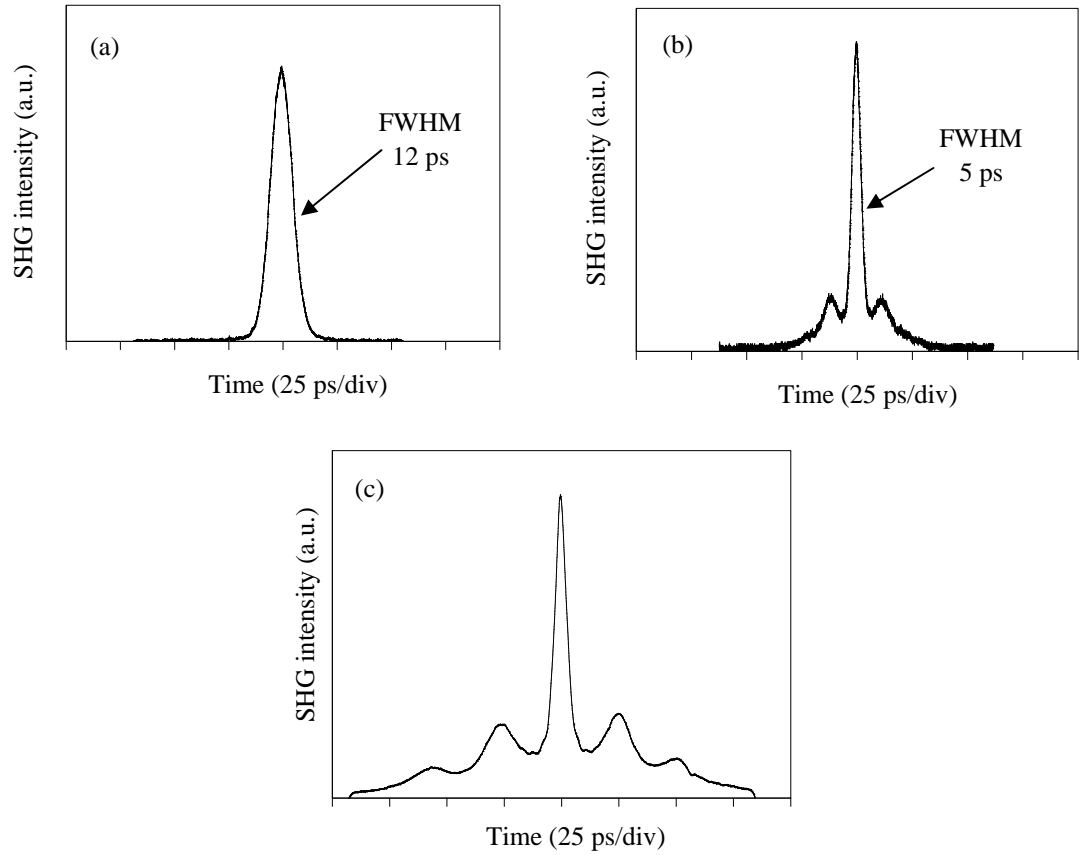 (a)
FWHM
12 ps
SHG intensity (a.u.)
Time (25 ps/div)
(b)
FWHM
5 ps
SHG intensity (a.u.)
Time (25 ps/div)
(c)
SHG intensity (a.u.)
Time (25 ps/div)